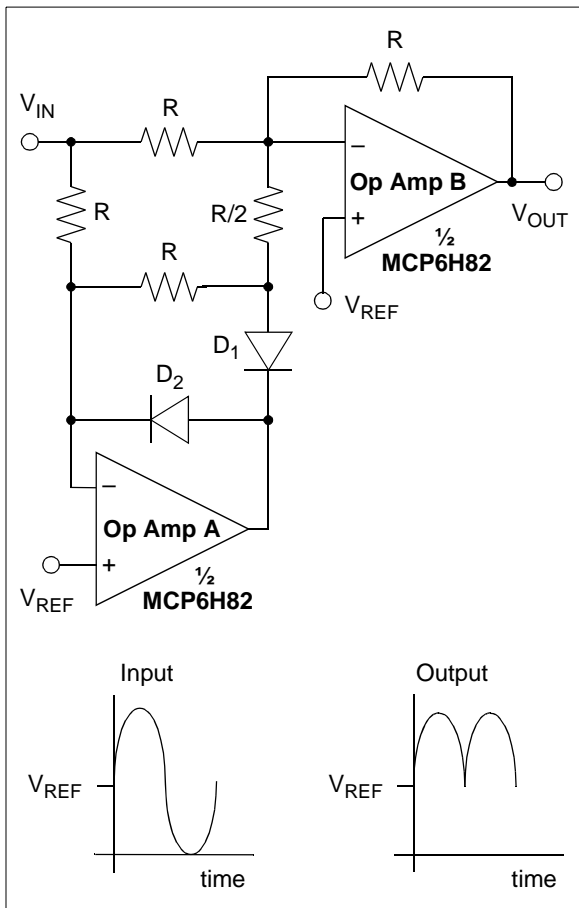 R
V_IN
R
R
R/2
R
Op Amp B
V_OUT
½
MCP6H82
V_REF
D_1
D_2
Op Amp A
V_REF
½
MCP6H82
Input
Output
V_REF
V_REF
time
time